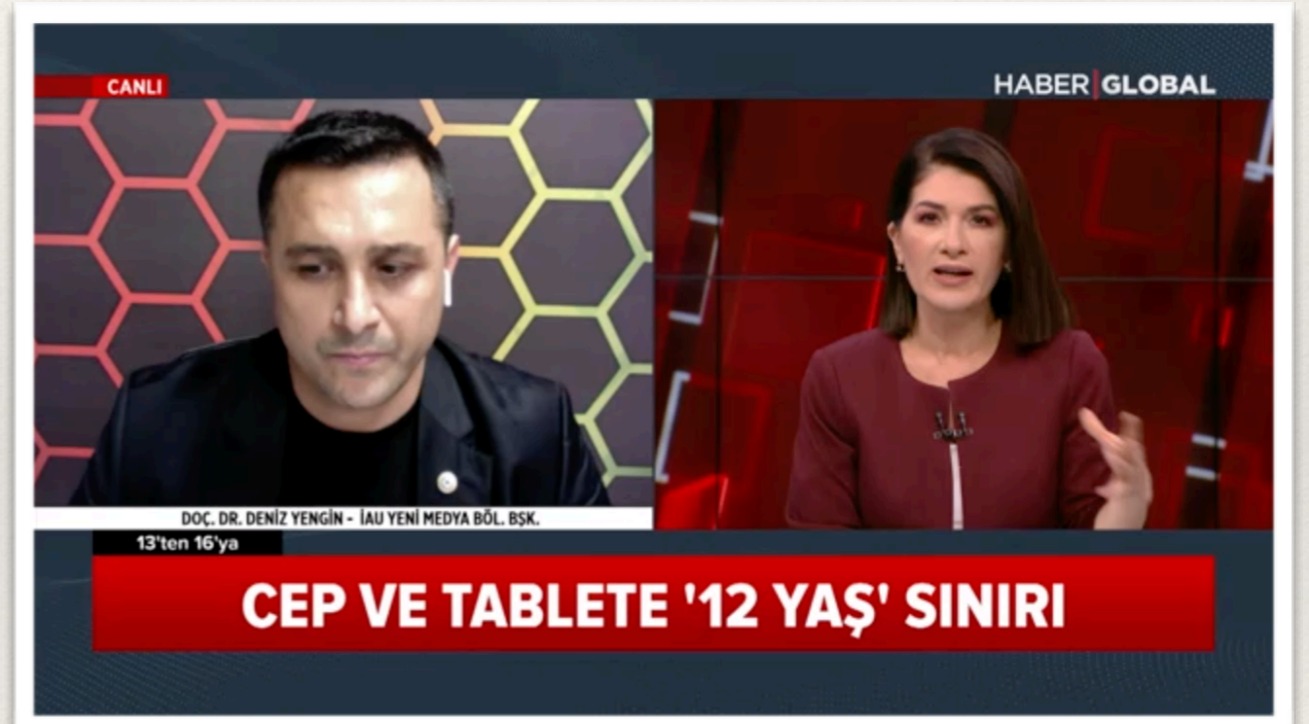 CANLI
HABER GLOBAL
DOÇ. DR. DENİZ YENGİN - İAU YENİ MEDYA BÖL. BŞK.
13'ten 16'ya
CEP VE TABLETE '12 YAŞ' SINIRI